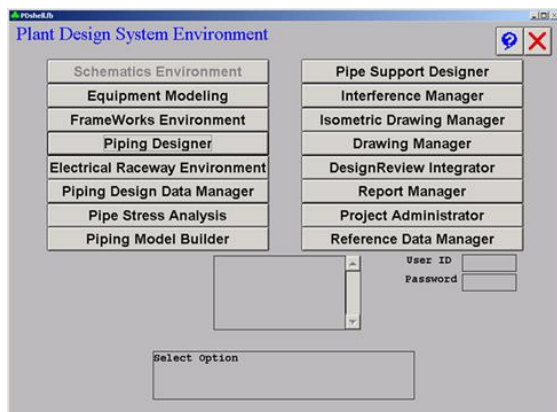 PDshell.fb
Plant Design System Environment
Schematics Environment
Equipment Modeling
FrameWorks Environment
Piping Designer
Electrical Raceway Environment
Piping Design Data Manager
Pipe Stress Analysis
Piping Model Builder
Pipe Support Designer
Interference Manager
Isometric Drawing Manager
Drawing Manager
DesignReview Integrator
Report Manager
Project Administrator
Reference Data Manager
User ID
Password
Select Option